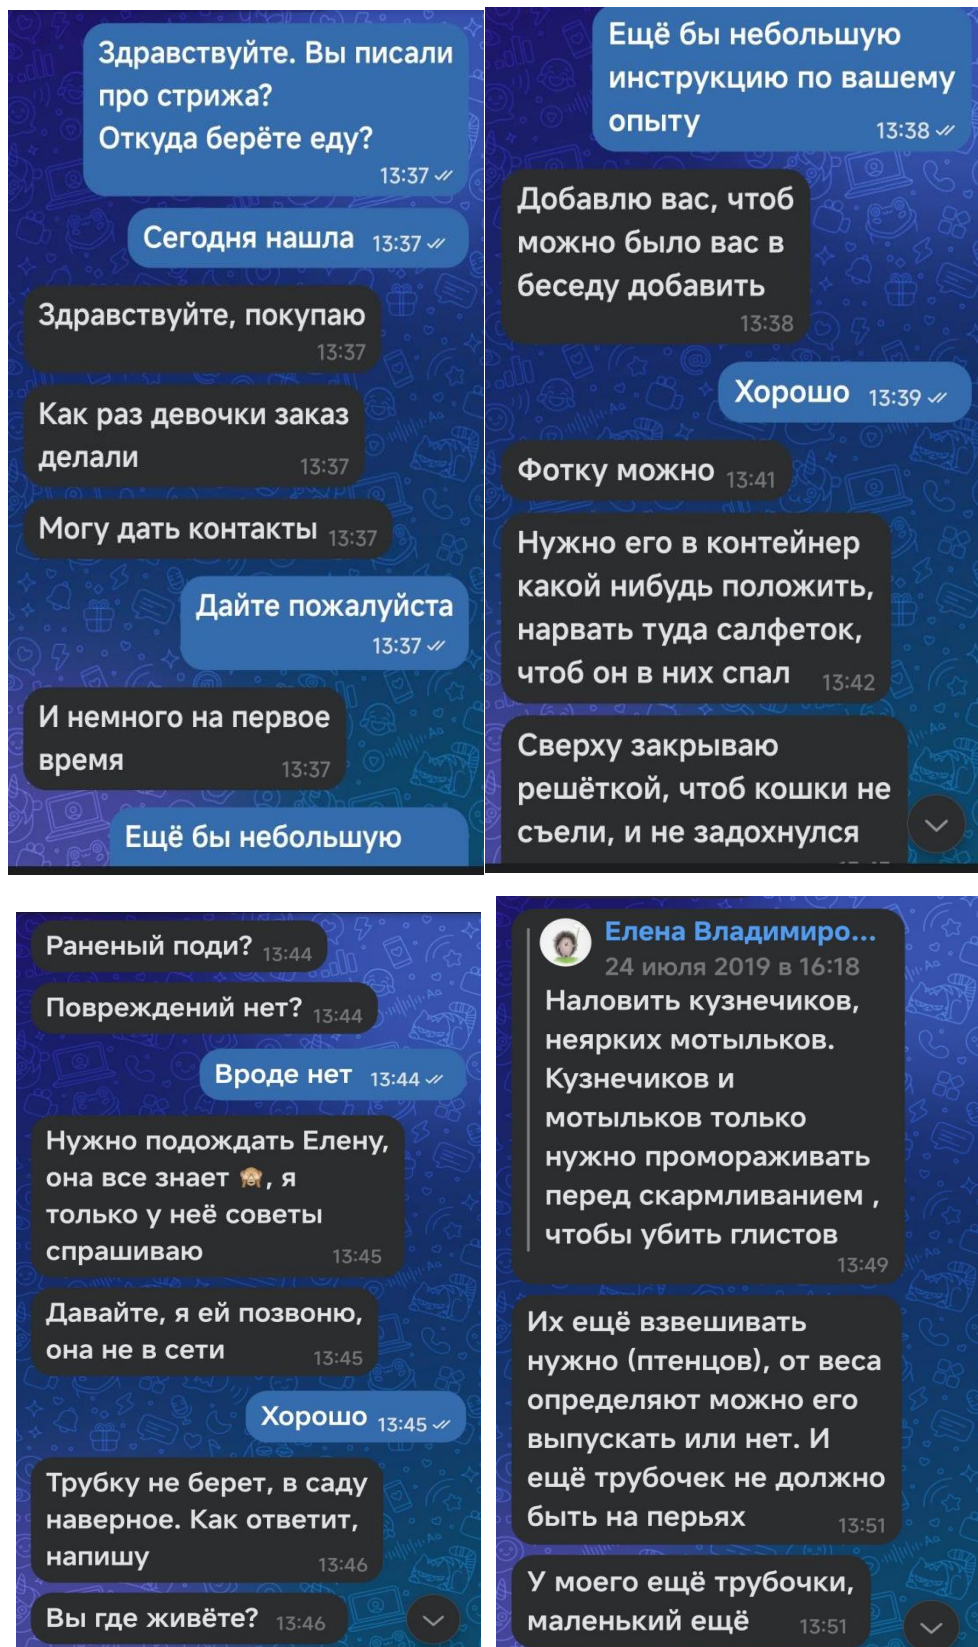 Здравствуйте. Вы писали
про стрижа?
Откуда берёте еду?
13:37
Сегодня нашла 13:37
Здравствуйте, покупаю
13:37
Как раз девочки заказ
делали 13:37
Могу дать контакты 13:37
Дайте пожалуйста
13:37
И немного на первое
время 13:37
Ещё бы небольшую
Ещё бы небольшую
инструкцию по вашему
опыту 13:38
Добавлю вас, чтоб
можно было вас в
беседу добавить
13:38
Хорошо 13:39
Фотку можно 13:41
Нужно его в контейнер
какой нибудь положить,
нарвать туда салфеток,
чтоб он в них спал 13:42
Сверху закрываю
решёткой, чтоб кошки не
съели, и не задохнулся
Раненый поди? 13:44
Повреждений нет? 13:44
Вроде нет 13:44
Нужно подождать Елену,
она все знает 🙈, я
только у неё советы
спрашиваю 13:45
Давайте, я ей позвоню,
она не в сети 13:45
Хорошо 13:45
Трубку не берет, в саду
наверное. Как ответит,
напишу 13:46
Вы где живёте? 13:46
Елена Владимиро...
24 июля 2019 в 16:18
Наловить кузнечиков,
неярких мотыльков.
Кузнечиков и
мотыльков только
нужно промораживать
перед скармливанием ,
чтобы убить глистов
13:49
Их ещё взвешивать
нужно (птенцов), от веса
определяют можно его
выпускать или нет. И
ещё трубочек не должно
быть на перьях 13:51
У моего ещё трубочки,
маленький ещё 13:51